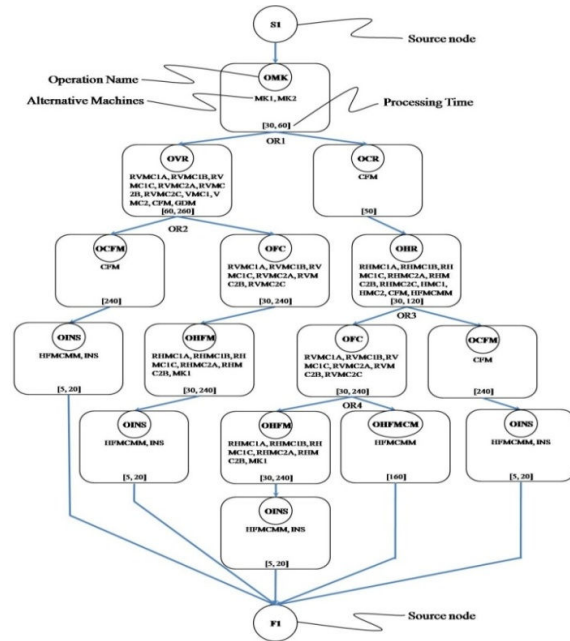 S1
Source node
Operation Name
OMK
Alternative Machines
MK1, MK2
Processing Time
[30, 60]
OR1
OVR
RVMC1A, RVMC1B, RV
MC1C, RVMC2A, RVMC
2B, RVMC2C, VMC1, V
MC2, CFM, GDM
[60, 260]
OCR
CFM
[50]
OR2
OCFM
CFM
[240]
OFC
RVMC1A, RVMC1B, RV
MC1C, RVMC2A, RVM
C2B, RVMC2C
[30, 240]
OHR
RHMC1A, RHMC1B, RH
MC1C, RHMC2A, RHM
C2B, RHMC2C, HMC1,
HMC2, CFM, HFMCMM
[30, 120]
OR3
OINS
HFMCMM, INS
[5, 20]
OHFM
RHMC1A, RHMC1B, RH
MC1C, RHMC2A, RHM
C2B, MK1
[30, 240]
OFC
RVMC1A, RVMC1B, RV
MC1C, RVMC2A, RVM
C2B, RVMC2C
[30, 240]
OCFM
CFM
[240]
OR4
OINS
HFMCMM, INS
[5, 20]
OHFM
RHMC1A, RHMC1B, RH
MC1C, RHMC2A, RHM
C2B, MK1
[30, 240]
OHFMCM
HFMCMM
[160]
OINS
HFMCMM, INS
[5, 20]
OINS
HFMCMM, INS
[5, 20]
F1
Source node